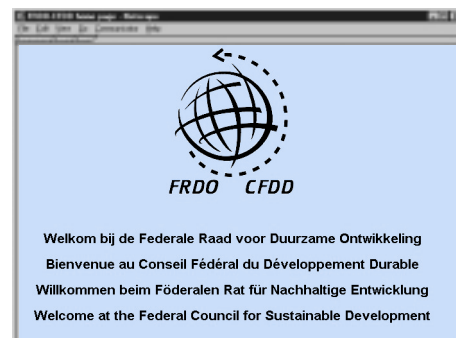 FRDO CFDD
Welkom bij de Federale Raad voor Duurzame Ontwikkeling
Bienvenue au Conseil Fédéral du Développement Durable
Willkommen beim Föderalen Rat für Nachhaltige Entwicklung
Welcome at the Federal Council for Sustainable Development